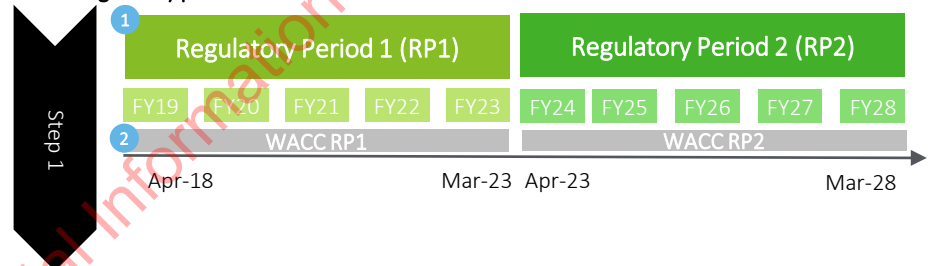 1
Regulatory Period 1 (RP1)
Regulatory Period 2 (RP2)
FY19 FY20 FY21 FY22 FY23 FY24 FY25 FY26 FY27 FY28
Step 1
2
WACC RP1
WACC RP2
Apr-18
Mar-23 Apr-23
Mar-28
Information